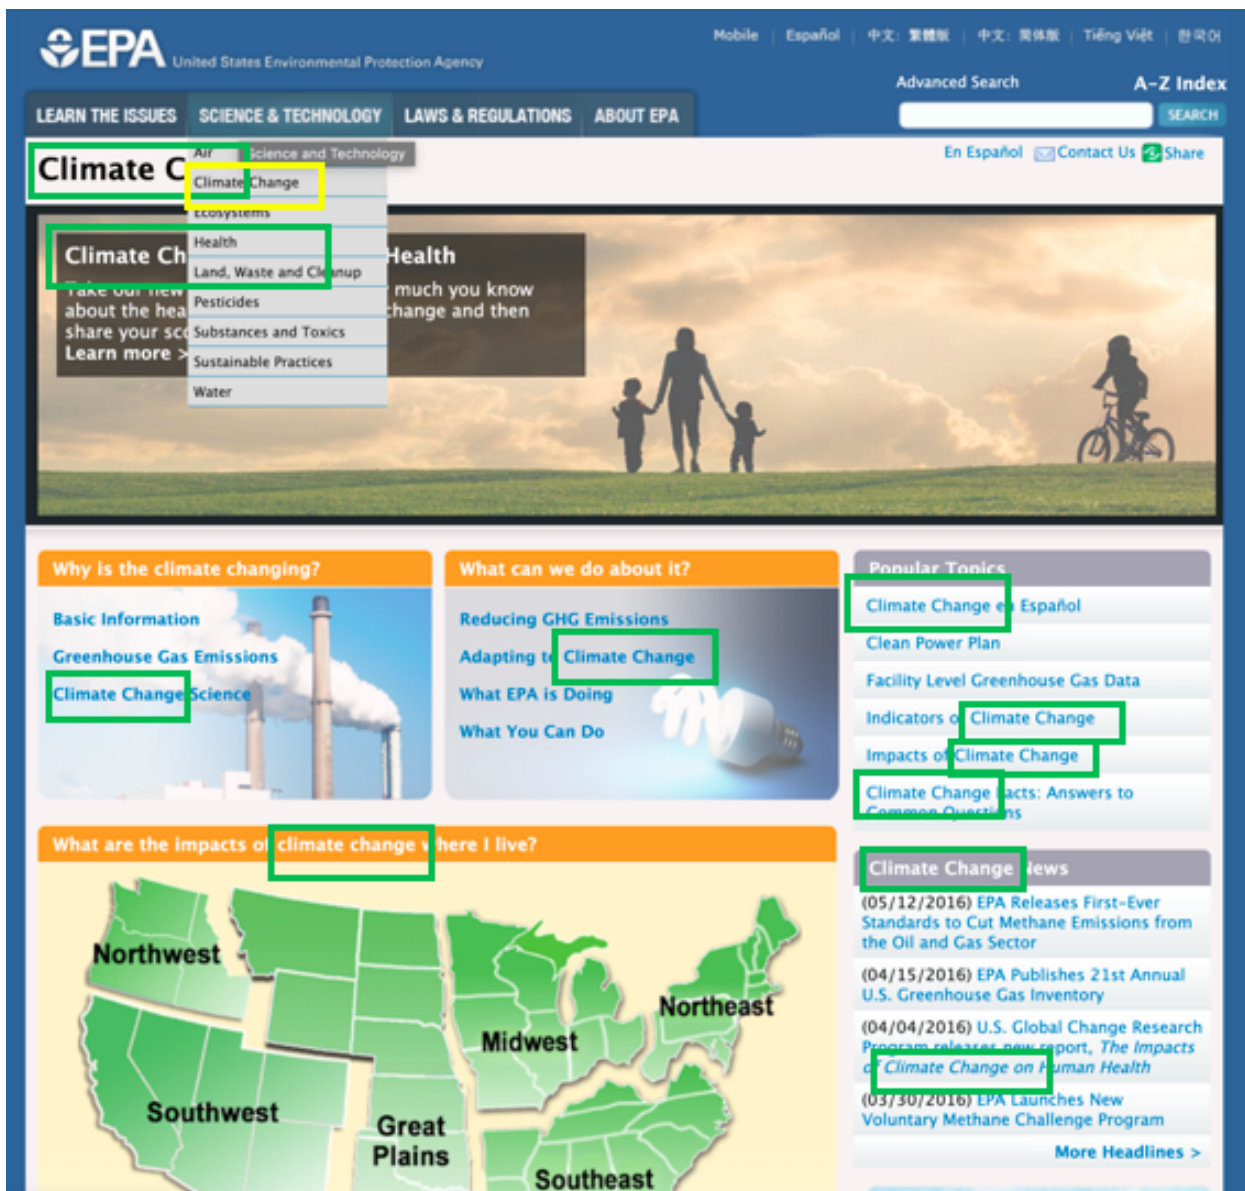 EPA United States Environmental Protection Agency
Mobile | Español | 中文: 繁體版 | 中文: 简体版 | Tiếng Việt | 한국어
Advanced Search A-Z Index
SEARCH
LEARN THE ISSUES SCIENCE & TECHNOLOGY LAWS & REGULATIONS ABOUT EPA
Climate C
En Español Contact Us Share
Air
Science and Technology
Climate Change
Ecosystems
Health
Land, Waste and Cleanup
Pesticides
Substances and Toxics
Sustainable Practices
Water
Climate Ch Health
Take our new much you know
about the hea change and then
share your sco
Learn more >
Why is the climate changing?
Basic Information
Greenhouse Gas Emissions
Climate Change Science
What can we do about it?
Reducing GHG Emissions
Adapting to Climate Change
What EPA is Doing
What You Can Do
Popular Topics
Climate Change en Español
Clean Power Plan
Facility Level Greenhouse Gas Data
Indicators of Climate Change
Impacts of Climate Change
Climate Change Facts: Answers to
Common Questions
What are the impacts of climate change where I live?
Northwest
Southwest
Great
Plains
Midwest
Northeast
Southeast
Climate Change News
(05/12/2016) EPA Releases First-Ever
Standards to Cut Methane Emissions from
the Oil and Gas Sector
(04/15/2016) EPA Publishes 21st Annual
U.S. Greenhouse Gas Inventory
(04/04/2016) U.S. Global Change Research
Program releases new report, The Impacts
of Climate Change on Human Health
(03/30/2016) EPA Launches New
Voluntary Methane Challenge Program
More Headlines >